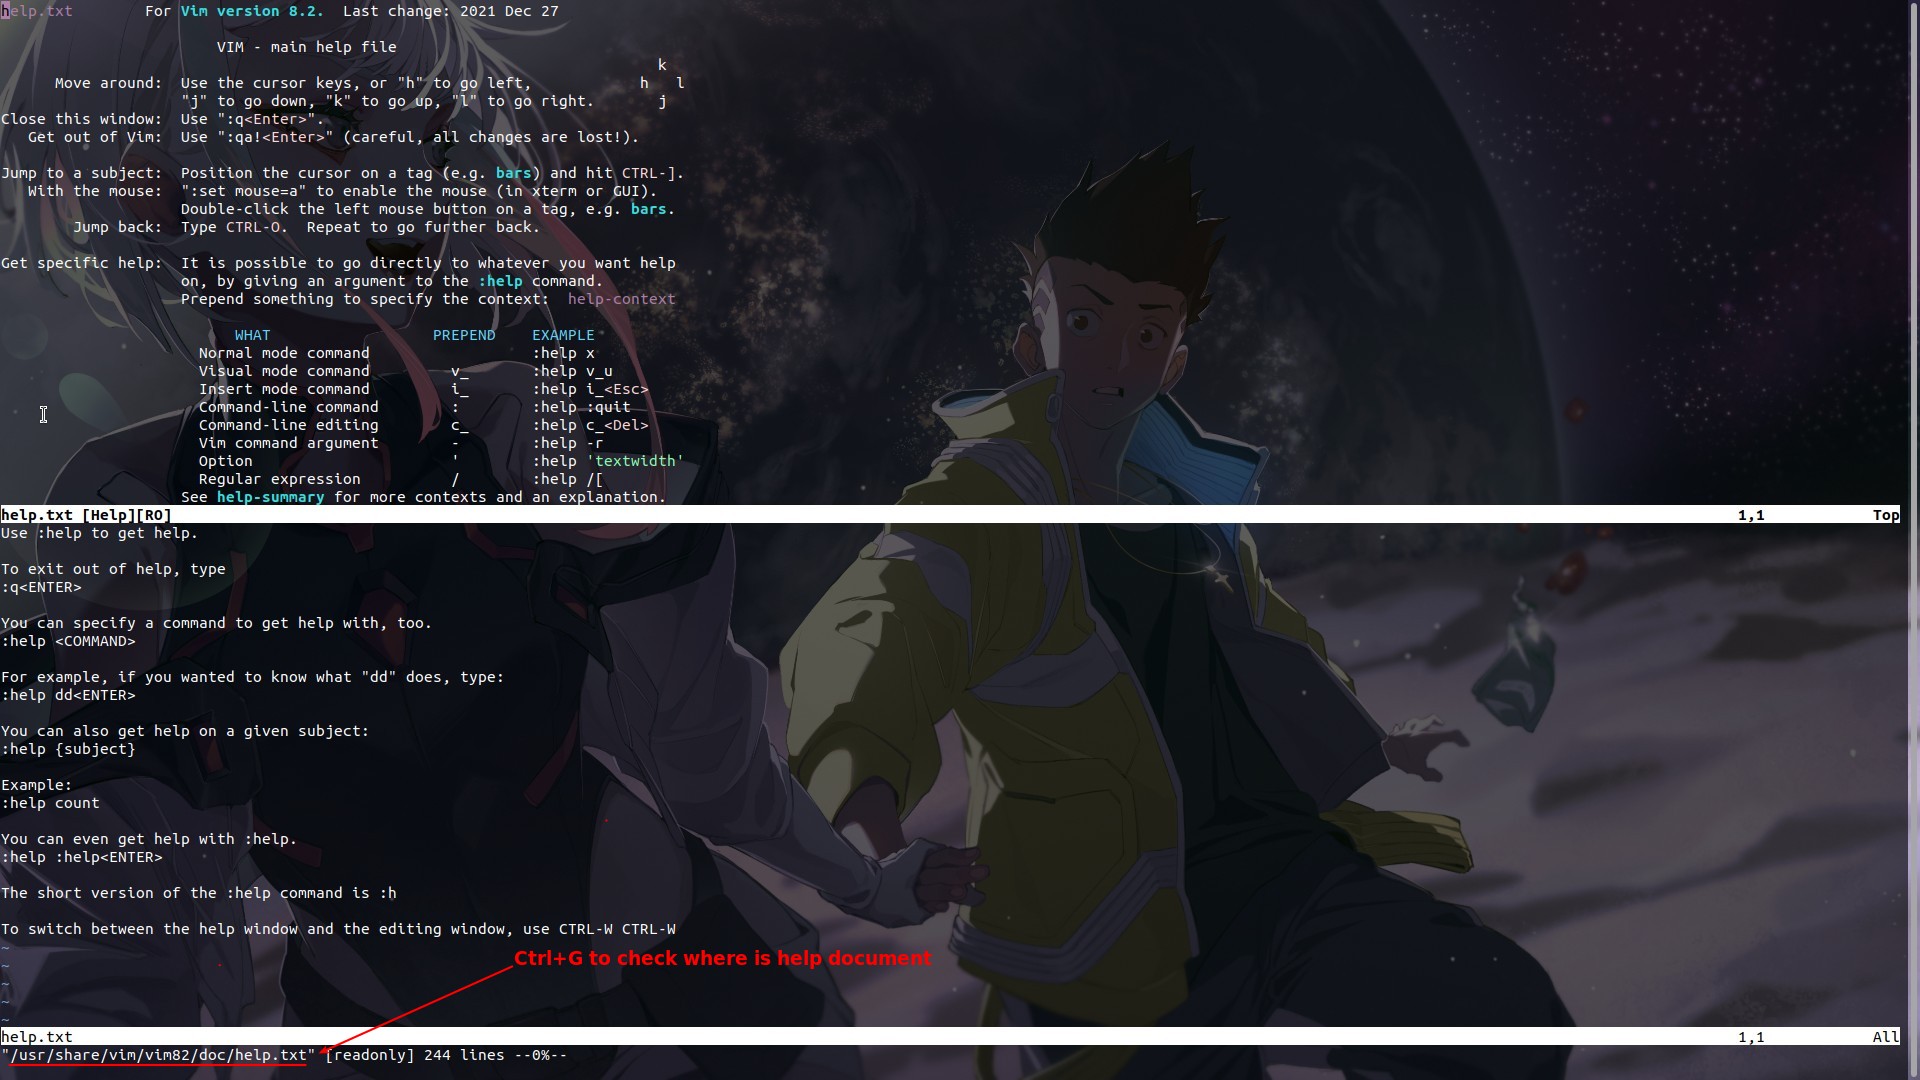 help.txt        For Vim version 8.2.  Last change: 2021 Dec 27
VIM - main help file
k
Move around:  Use the cursor keys, or "h" to go left,            h   l
"j" to go down, "k" to go up, "l" to go right.       j
Close this window:  Use ":q<Enter>".
Get out of Vim:  Use ":qa!<Enter>" (careful, all changes are lost!).
Jump to a subject:  Position the cursor on a tag (e.g. bars) and hit CTRL-].
With the mouse:  ":set mouse=a" to enable the mouse (in xterm or GUI).
Double-click the left mouse button on a tag, e.g. bars.
Jump back:  Type CTRL-O.  Repeat to go further back.
Get specific help:  It is possible to go directly to whatever you want help
on, by giving an argument to the :help command.
Prepend something to specify the context:  help-context
WHAT                  PREPEND    EXAMPLE
Normal mode command                  :help x
Visual mode command         v_       :help v_u
Insert mode command         i_       :help i_<Esc>
Command-line command        :        :help :quit
Command-line editing        c_       :help c_<Del>
Vim command argument        -        :help -r
Option                      '        :help 'textwidth'
Regular expression          /        :help /[
See help-summary for more contexts and an explanation.
help.txt [Help][RO]                                        1,1            Top
Use :help to get help.
To exit out of help, type
:q<ENTER>
You can specify a command to get help with, too.
:help <COMMAND>
For example, if you wanted to know what "dd" does, type:
:help dd<ENTER>
You can also get help on a given subject:
:help {subject}
Example:
:help count
You can even get help with :help.
:help :help<ENTER>
The short version of the :help command is :h
To switch between the help window and the editing window, use CTRL-W CTRL-W
~
Ctrl+G to check where is help document
~
~
~
~
help.txt                                        1,1            All
"/usr/share/vim/vim82/doc/help.txt" [readonly] 244 lines --0%--